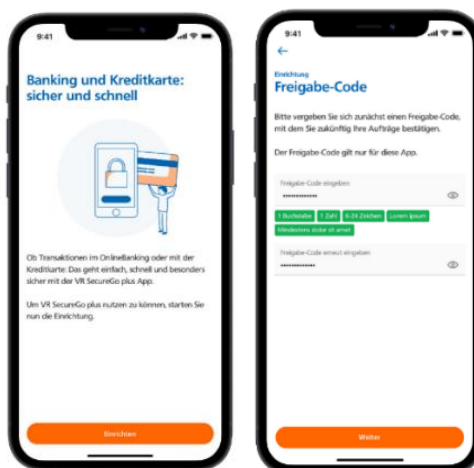 9:41
Banking und Kreditkarte:
sicher und schnell
Ob Transaktionen im OnlineBanking oder mit der
Kreditkarte: Das geht einfach, schnell und besonders
sicher mit der VR SecureGo plus App.
Um VR SecureGo plus nutzen zu können, starten Sie
nun die Einrichtung.
Einrichten
9:41
Einrichtung
Freigabe-Code
Bitte vergeben Sie sich zunächst einen Freigabe-Code,
mit dem Sie zukünftig Ihre Aufträge bestätigen.
Der Freigabe-Code gilt nur für diese App.
Freigabe-Code eingeben
1 Buchstabe 1 Zahl 6-24 Zeichen Lorem ipsum
Mindestens dolor sit amet
Freigabe-Code erneut eingeben
Weiter